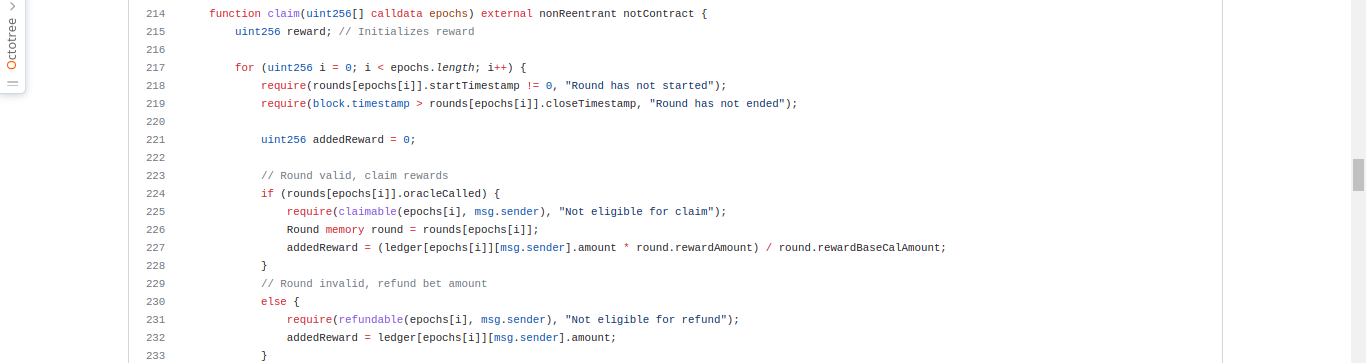 Octotree
214 function claim(uint256[] calldata epochs) external nonReentrant notContract {
215 uint256 reward; // Initializes reward
216
217 for (uint256 i = 0; i < epochs.length; i++) {
218 require(rounds[epochs[i]].startTimestamp != 0, "Round has not started");
219 require(block.timestamp > rounds[epochs[i]].closeTimestamp, "Round has not ended");
220
221 uint256 addedReward = 0;
222
223 // Round valid, claim rewards
224 if (rounds[epochs[i]].oracleCalled) {
225 require(claimable(epochs[i], msg.sender), "Not eligible for claim");
226 Round memory round = rounds[epochs[i]];
227 addedReward = (ledger[epochs[i]][msg.sender].amount * round.rewardAmount) / round.rewardBaseCalAmount;
228 }
229 // Round invalid, refund bet amount
230 else {
231 require(refundable(epochs[i], msg.sender), "Not eligible for refund");
232 addedReward = ledger[epochs[i]][msg.sender].amount;
233 }